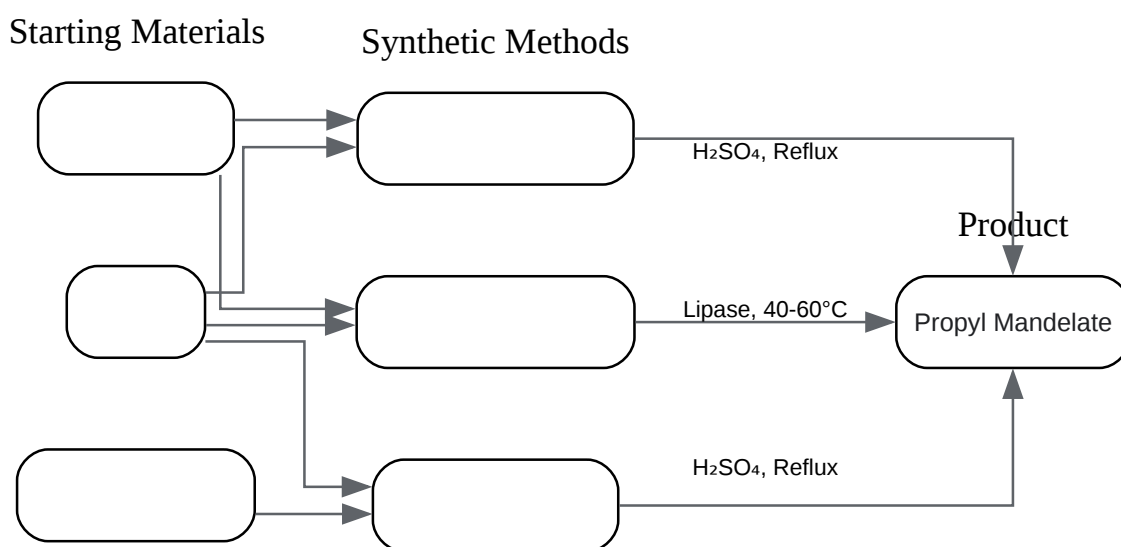 Starting Materials
Synthetic Methods
H₂SO₄, Reflux
Product
Lipase, 40-60°C
Propyl Mandelate
H₂SO₄, Reflux